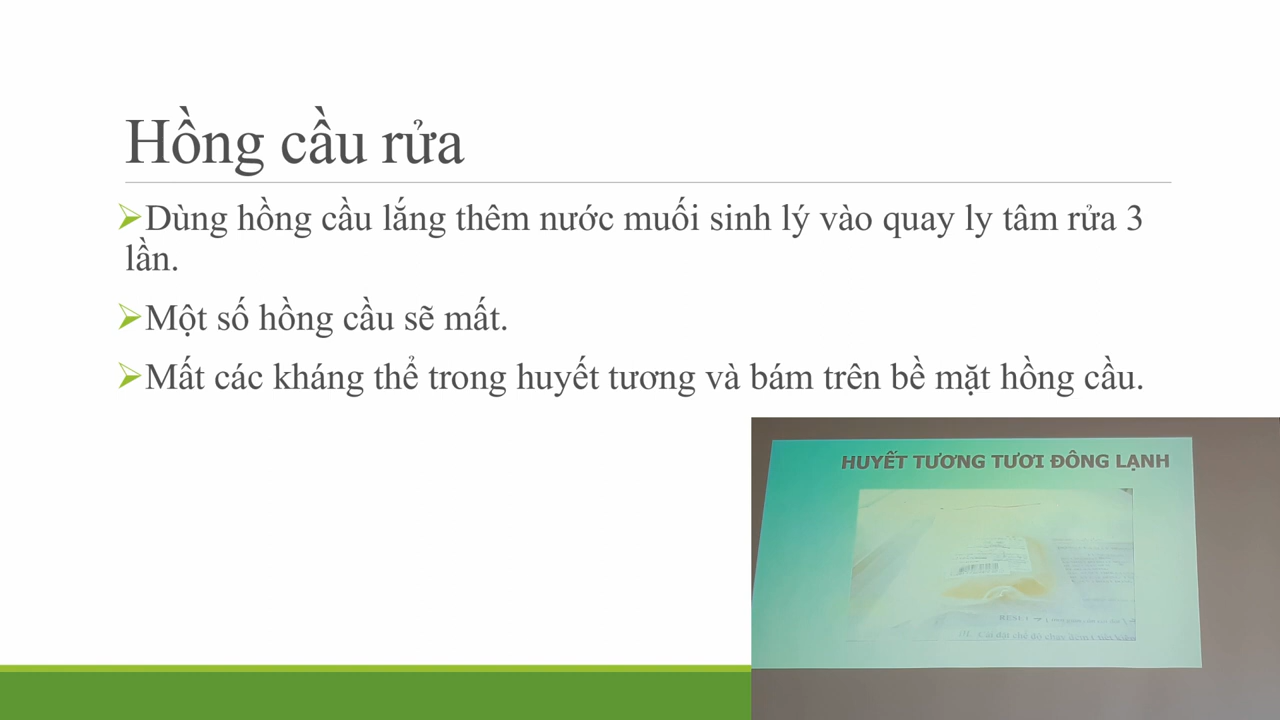 Hồng cầu rửa
Dùng hồng cầu lắng thêm nước muối sinh lý vào quay ly tâm rửa 3
lần.
Một số hồng cầu sẽ mất.
Mất các kháng thể trong huyết tương và bám trên bề mặt hồng cầu.
HUYẾT TƯƠNG TƯƠI ĐÔNG LẠNH